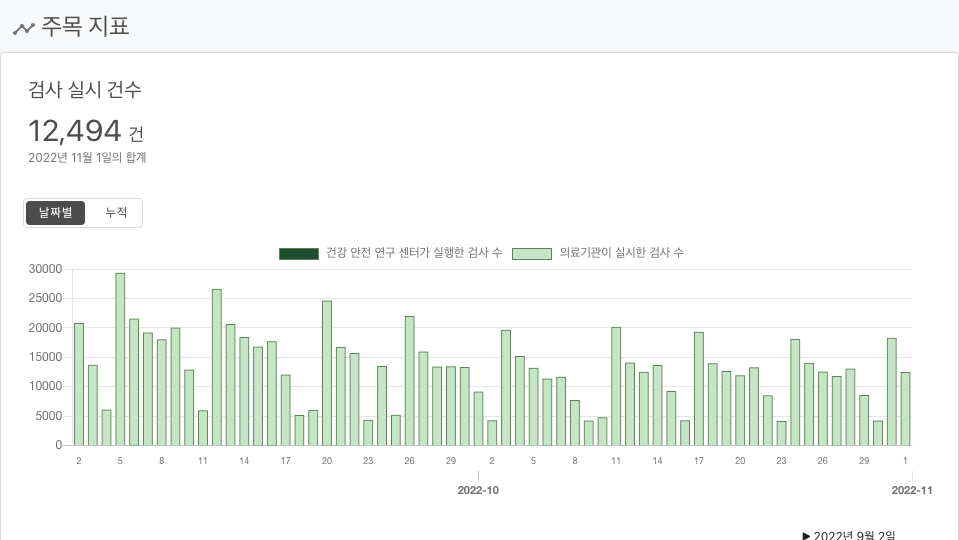 주목 지표
검사 실시 건수
12,494 건
2022년 11월 1일의 합계
날짜별 누적
건강 안전 연구 센터가 실행한 검사 수 의료기관이 실시한 검사 수
30000
25000
20000
15000
10000
5000
0
2 5 8 11 14 17 20 23 26 29 2 5 8 11 14 17 20 23 26 29 1
2022-10 2022-11
▶ 2022년 9월 2일